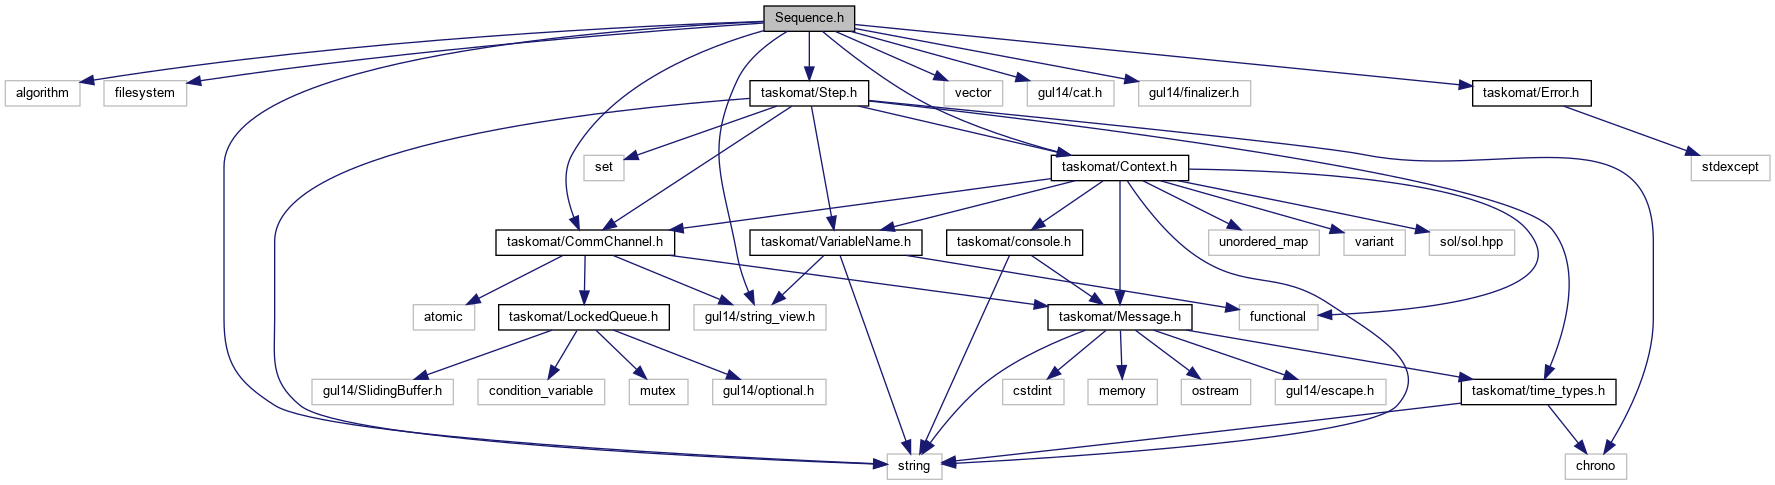 Sequence.h
algorithm
filesystem
taskomat/Step.h
vector
gul14/cat.h
gul14/finalizer.h
taskomat/Error.h
set
taskomat/Context.h
stdexcept
taskomat/CommChannel.h
taskomat/VariableName.h
taskomat/console.h
unordered_map
variant
sol/sol.hpp
atomic
taskomat/LockedQueue.h
gul14/string_view.h
taskomat/Message.h
functional
gul14/SlidingBuffer.h
condition_variable
mutex
gul14/optional.h
cstdint
memory
ostream
gul14/escape.h
taskomat/time_types.h
string
chrono